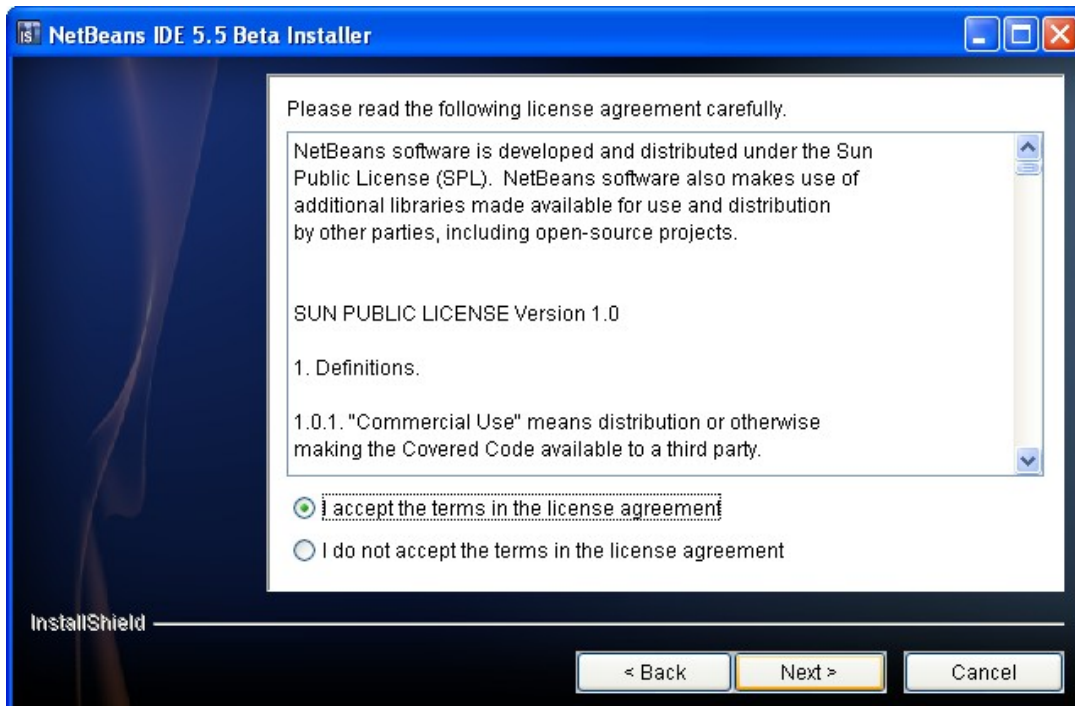 NetBeans IDE 5.5 Beta Installer
Please read the following license agreement carefully.
NetBeans software is developed and distributed under the Sun
Public License (SPL).  NetBeans software also makes use of
additional libraries made available for use and distribution
by other parties, including open-source projects.
SUN PUBLIC LICENSE Version 1.0
1. Definitions.
1.0.1. "Commercial Use" means distribution or otherwise
making the Covered Code available to a third party.
I accept the terms in the license agreement
I do not accept the terms in the license agreement
InstallShield
< Back
Next >
Cancel